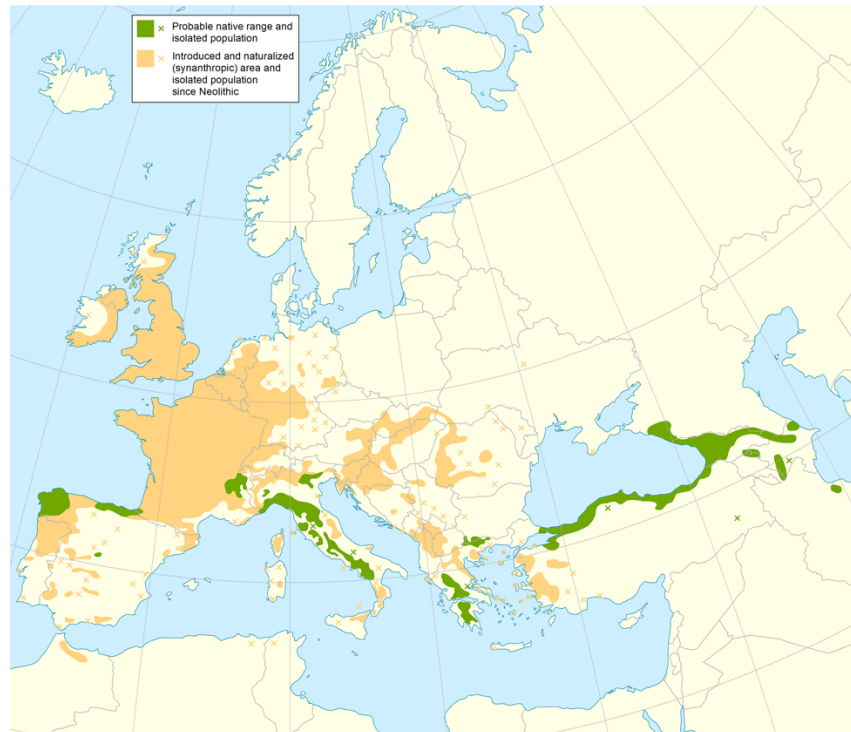 Probable native range and
isolated population
Introduced and naturalized
(synanthropic) area and
isolated population
since Neolithic